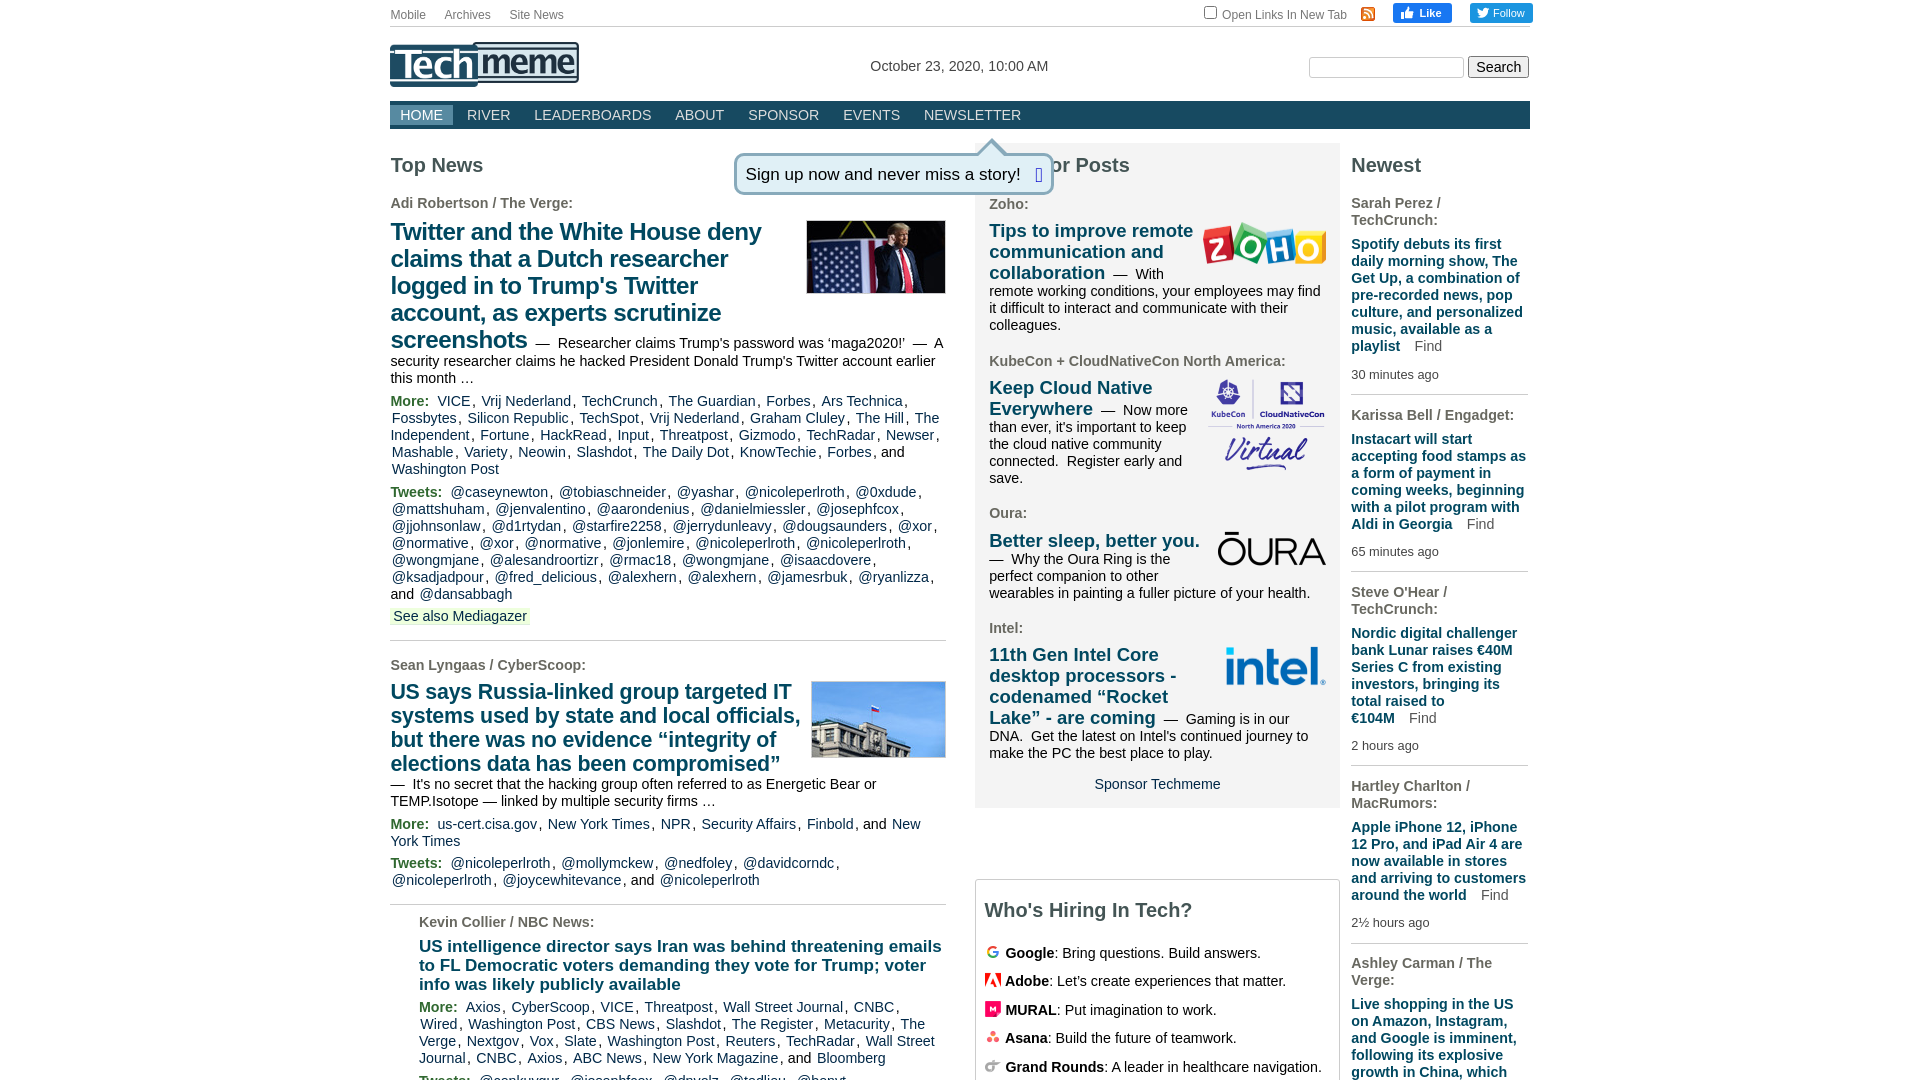 Mobile Archives Site News
Open Links In New Tab
Like
Follow
Techmeme
October 23, 2020, 10:00 AM
Search
HOME RIVER LEADERBOARDS ABOUT SPONSOR EVENTS NEWSLETTER
Sign up now and never miss a story!
Top News
Adi Robertson / The Verge:
Twitter and the White House deny
claims that a Dutch researcher
logged in to Trump's Twitter
account, as experts scrutinize
screenshots — Researcher claims Trump's password was ‘maga2020!’ — A
security researcher claims he hacked President Donald Trump's Twitter account earlier
this month …
More: VICE, Vrij Nederland, TechCrunch, The Guardian, Forbes, Ars Technica,
Fossbytes, Silicon Republic, TechSpot, Vrij Nederland, Graham Cluley, The Hill, The
Independent, Fortune, HackRead, Input, Threatpost, Gizmodo, TechRadar, Newser,
Mashable, Variety, Neowin, Slashdot, The Daily Dot, KnowTechie, Forbes, and
Washington Post
Tweets: @caseynewton, @tobiaschneider, @yashar, @nicoleperlroth, @0xdude,
@mattshuham, @jenvalentino, @aarondenius, @danielmiessler, @josephfcox,
@jjohnsonlaw, @d1rtydan, @starfire2258, @jerrydunleavy, @dougsaunders, @xor,
@normative, @xor, @normative, @jonlemire, @nicoleperlroth, @nicoleperlroth,
@wongmjane, @alesandroortizr, @rmac18, @wongmjane, @isaacdovere,
@ksadjadpour, @fred_delicious, @alexhern, @alexhern, @jamesrbuk, @ryanlizza,
and @dansabbagh
See also Mediagazer
Sean Lyngaas / CyberScoop:
US says Russia-linked group targeted IT
systems used by state and local officials,
but there was no evidence “integrity of
elections data has been compromised”
— It's no secret that the hacking group often referred to as Energetic Bear or
TEMP.Isotope — linked by multiple security firms …
More: us-cert.cisa.gov, New York Times, NPR, Security Affairs, Finbold, and New
York Times
Tweets: @nicoleperlroth, @mollymckew, @nedfoley, @davidcorndc,
@nicoleperlroth, @joycewhitevance, and @nicoleperlroth
Kevin Collier / NBC News:
US intelligence director says Iran was behind threatening emails
to FL Democratic voters demanding they vote for Trump; voter
info was likely publicly available
More: Axios, CyberScoop, VICE, Threatpost, Wall Street Journal, CNBC,
Wired, Washington Post, CBS News, Slashdot, The Register, Metacurity, The
Verge, Nextgov, Vox, Slate, Washington Post, Reuters, TechRadar, Wall Street
Journal, CNBC, Axios, ABC News, New York Magazine, and Bloomberg
or Posts
Zoho:
ZOHO
Tips to improve remote
communication and
collaboration — With
remote working conditions, your employees may find
it difficult to interact and communicate with their
colleagues.
KubeCon + CloudNativeCon North America:
KubeCon CloudNativeCon
North America 2020
Virtual
Keep Cloud Native
Everywhere — Now more
than ever, it's important to keep
the cloud native community
connected. Register early and
save.
Oura:
ŌURA
Better sleep, better you.
— Why the Oura Ring is the
perfect companion to other
wearables in painting a fuller picture of your health.
Intel:
intel
11th Gen Intel Core
desktop processors -
codenamed “Rocket
Lake” - are coming — Gaming is in our
DNA. Get the latest on Intel's continued journey to
make the PC the best place to play.
Sponsor Techmeme
Who's Hiring In Tech?
Google: Bring questions. Build answers.
Adobe: Let’s create experiences that matter.
MURAL: Put imagination to work.
Asana: Build the future of teamwork.
Grand Rounds: A leader in healthcare navigation.
Newest
Sarah Perez /
TechCrunch:
Spotify debuts its first
daily morning show, The
Get Up, a combination of
pre-recorded news, pop
culture, and personalized
music, available as a
playlist Find
30 minutes ago
Karissa Bell / Engadget:
Instacart will start
accepting food stamps as
a form of payment in
coming weeks, beginning
with a pilot program with
Aldi in Georgia Find
65 minutes ago
Steve O'Hear /
TechCrunch:
Nordic digital challenger
bank Lunar raises €40M
Series C from existing
investors, bringing its
total raised to
€104M Find
2 hours ago
Hartley Charlton /
MacRumors:
Apple iPhone 12, iPhone
12 Pro, and iPad Air 4 are
now available in stores
and arriving to customers
around the world Find
2½ hours ago
Ashley Carman / The
Verge:
Live shopping in the US
on Amazon, Instagram,
and Google is imminent,
following its explosive
growth in China, which